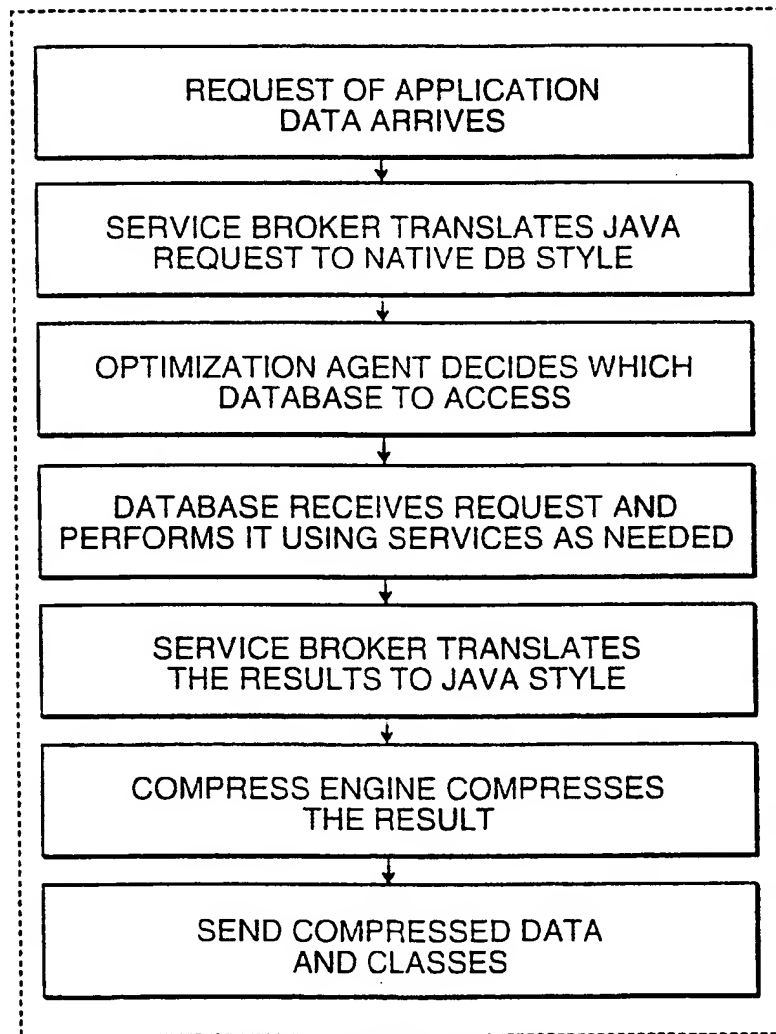 REQUEST OF APPLICATION
DATA ARRIVES
SERVICE BROKER TRANSLATES JAVA
REQUEST TO NATIVE DB STYLE
OPTIMIZATION AGENT DECIDES WHICH
DATABASE TO ACCESS
DATABASE RECEIVES REQUEST AND
PERFORMS IT USING SERVICES AS NEEDED
SERVICE BROKER TRANSLATES
THE RESULTS TO JAVA STYLE
COMPRESS ENGINE COMPRESSES
THE RESULT
SEND COMPRESSED DATA
AND CLASSES